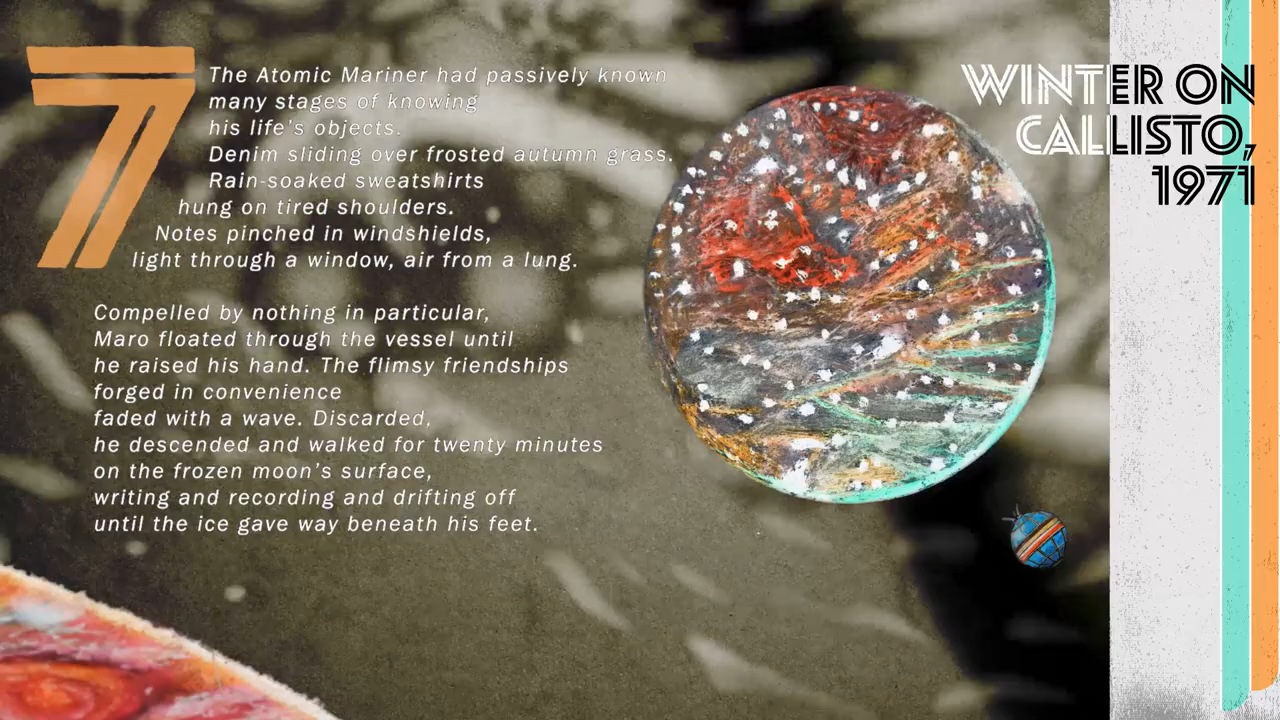 7
The Atomic Mariner had passively known
many stages of knowing
his life's objects.
Denim sliding over frosted autumn grass.
Rain-soaked sweatshirts
hung on tired shoulders.
Notes pinched in windshields,
light through a window, air from a lung.
Compelled by nothing in particular,
Maro floated through the vessel until
he raised his hand. The flimsy friendships
forged in convenience
faded with a wave. Discarded,
he descended and walked for twenty minutes
on the frozen moon's surface,
writing and recording and drifting off
until the ice gave way beneath his feet.
WINTER ON
CALLISTO,
1971